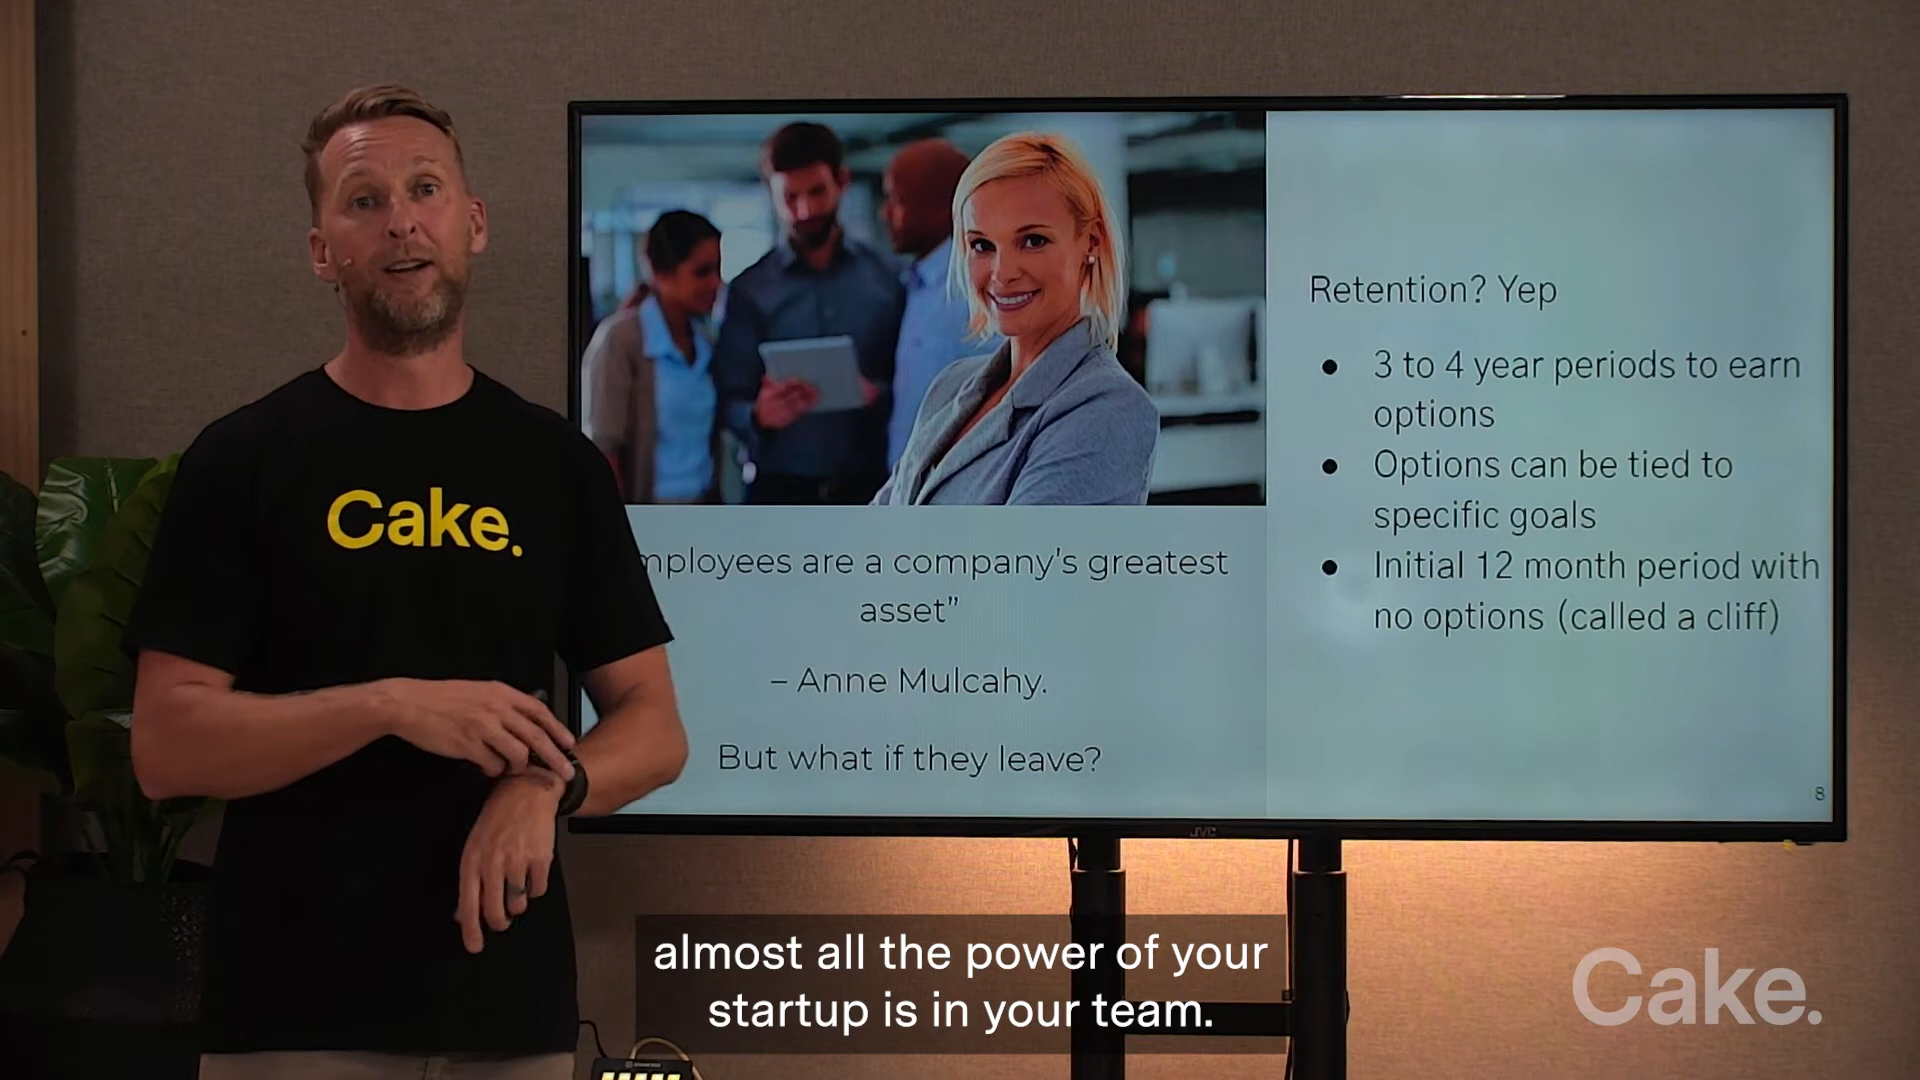 Cake.
mployees are a company's greatest
asset"
– Anne Mulcahy.
But what if they leave?
Retention? Yep
● 3 to 4 year periods to earn
options
● Options can be tied to
specific goals
● Initial 12 month period with
no options (called a cliff)
8
JVC
almost all the power of your
startup is in your team.
Cake.